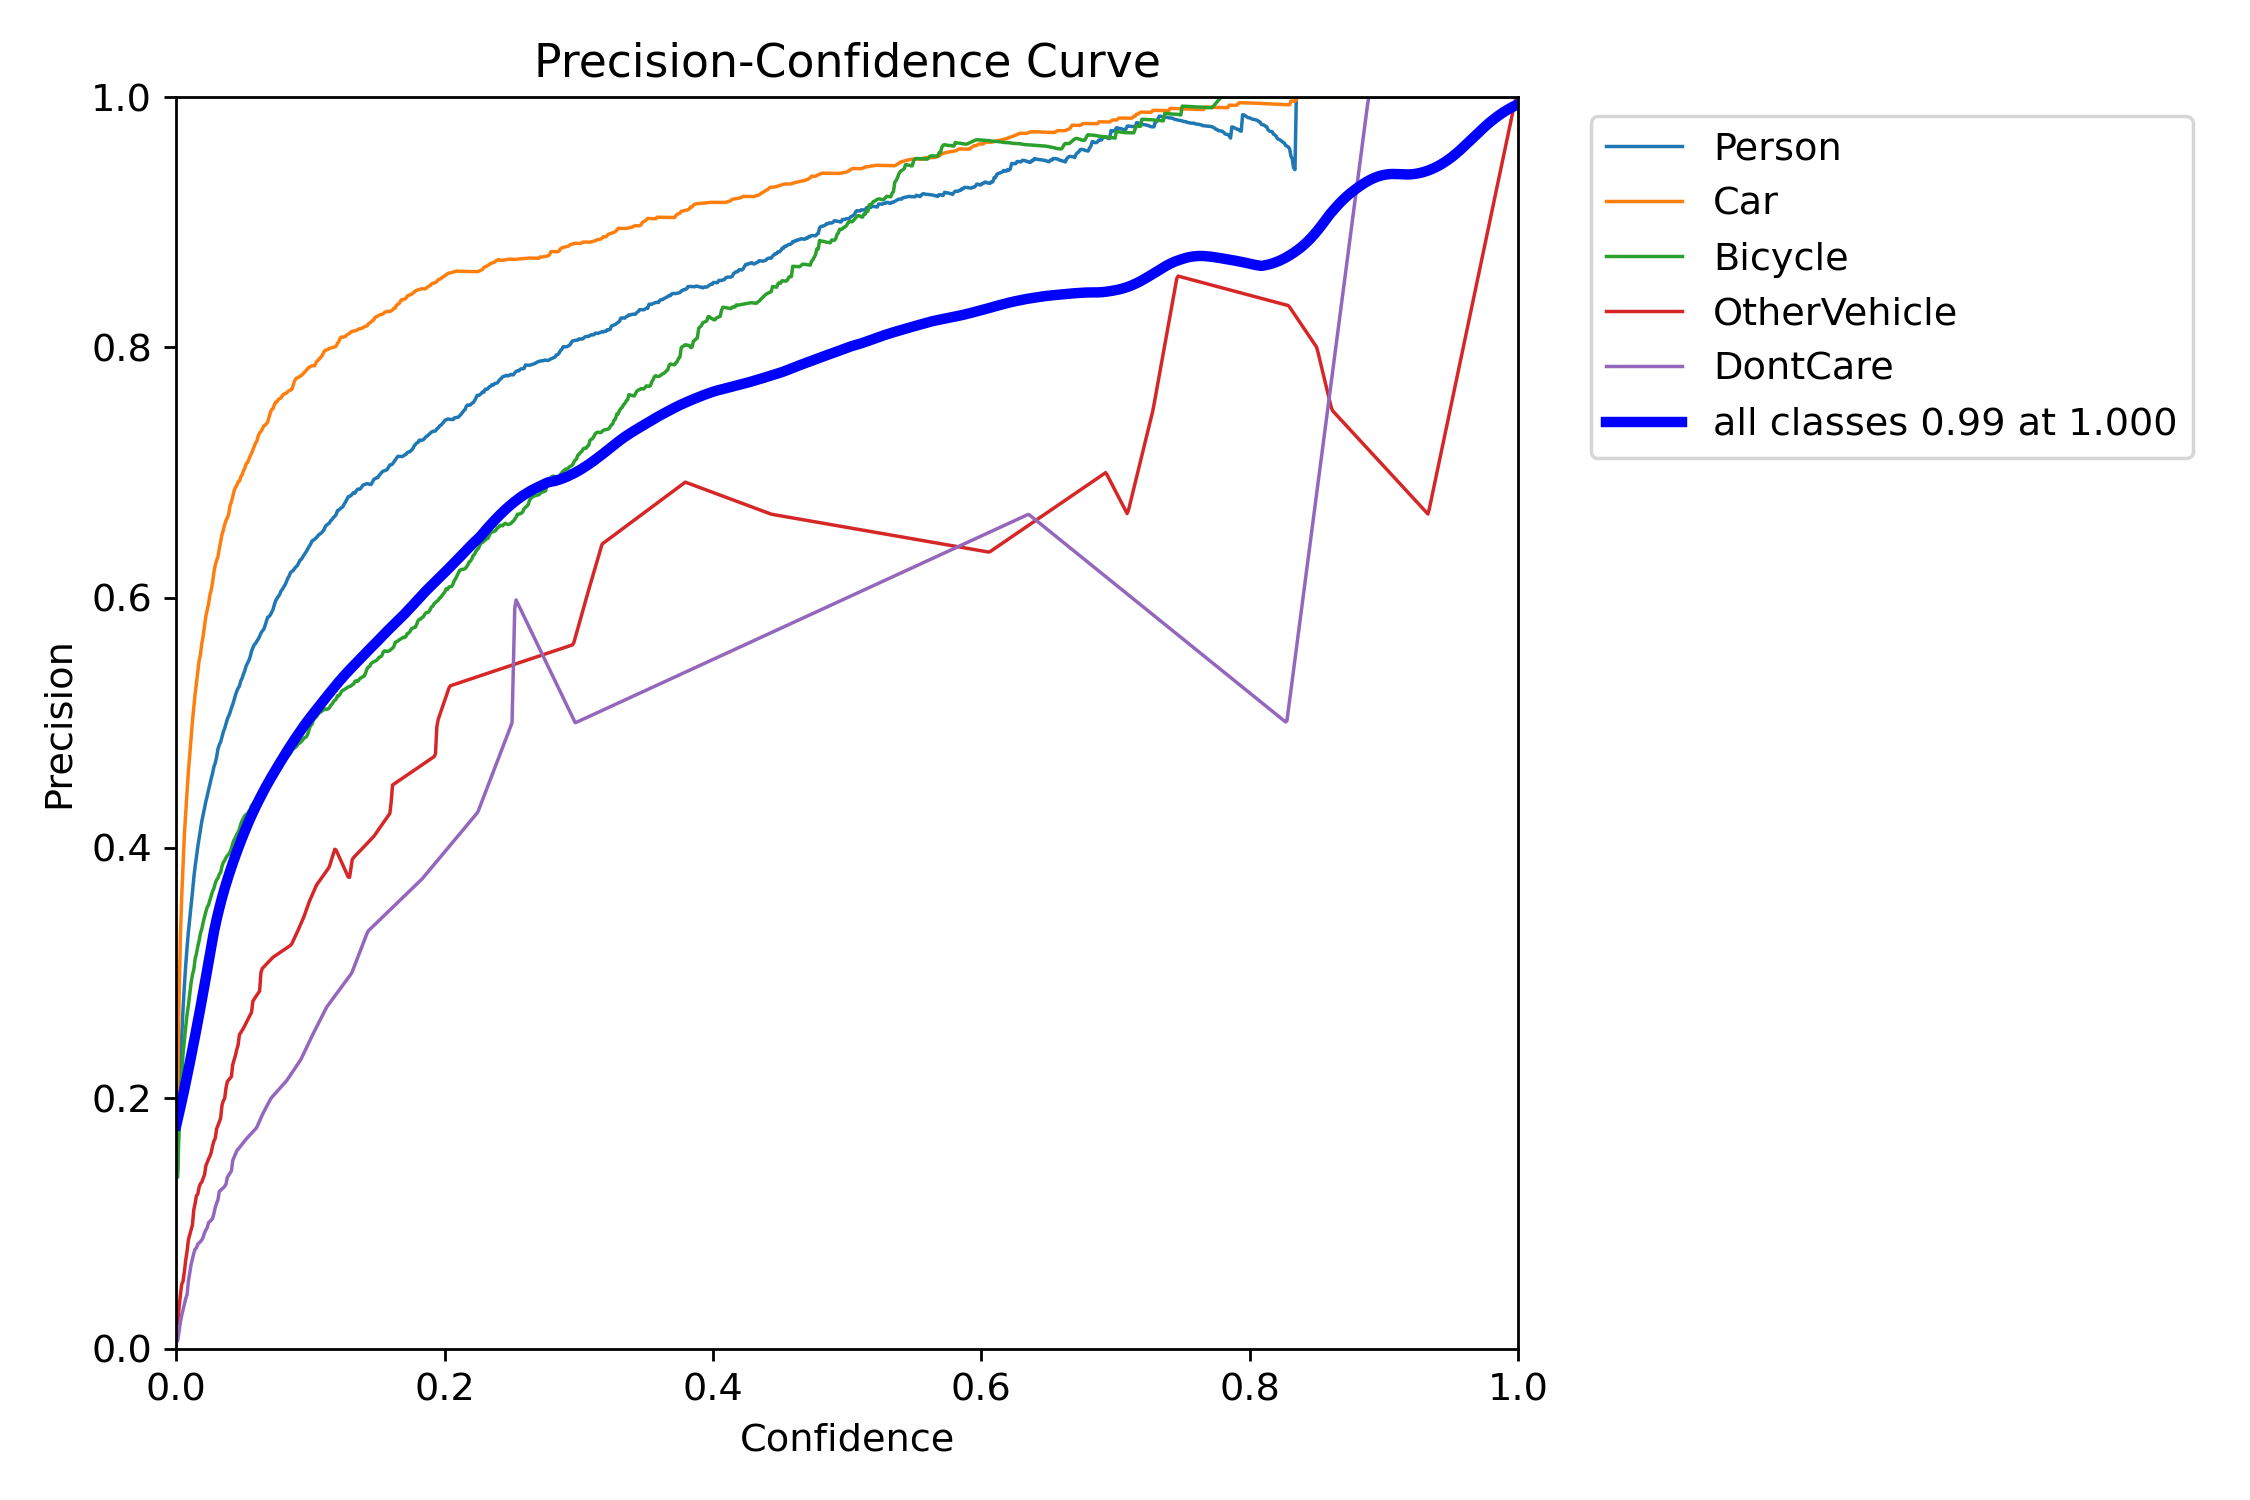 Precision-Confidence Curve
1.0
0.8
0.6
0.4
0.2
0.0
Precision
0.0 0.2 0.4 0.6 0.8 1.0
Confidence
Person
Car
Bicycle
OtherVehicle
DontCare
all classes 0.99 at 1.000